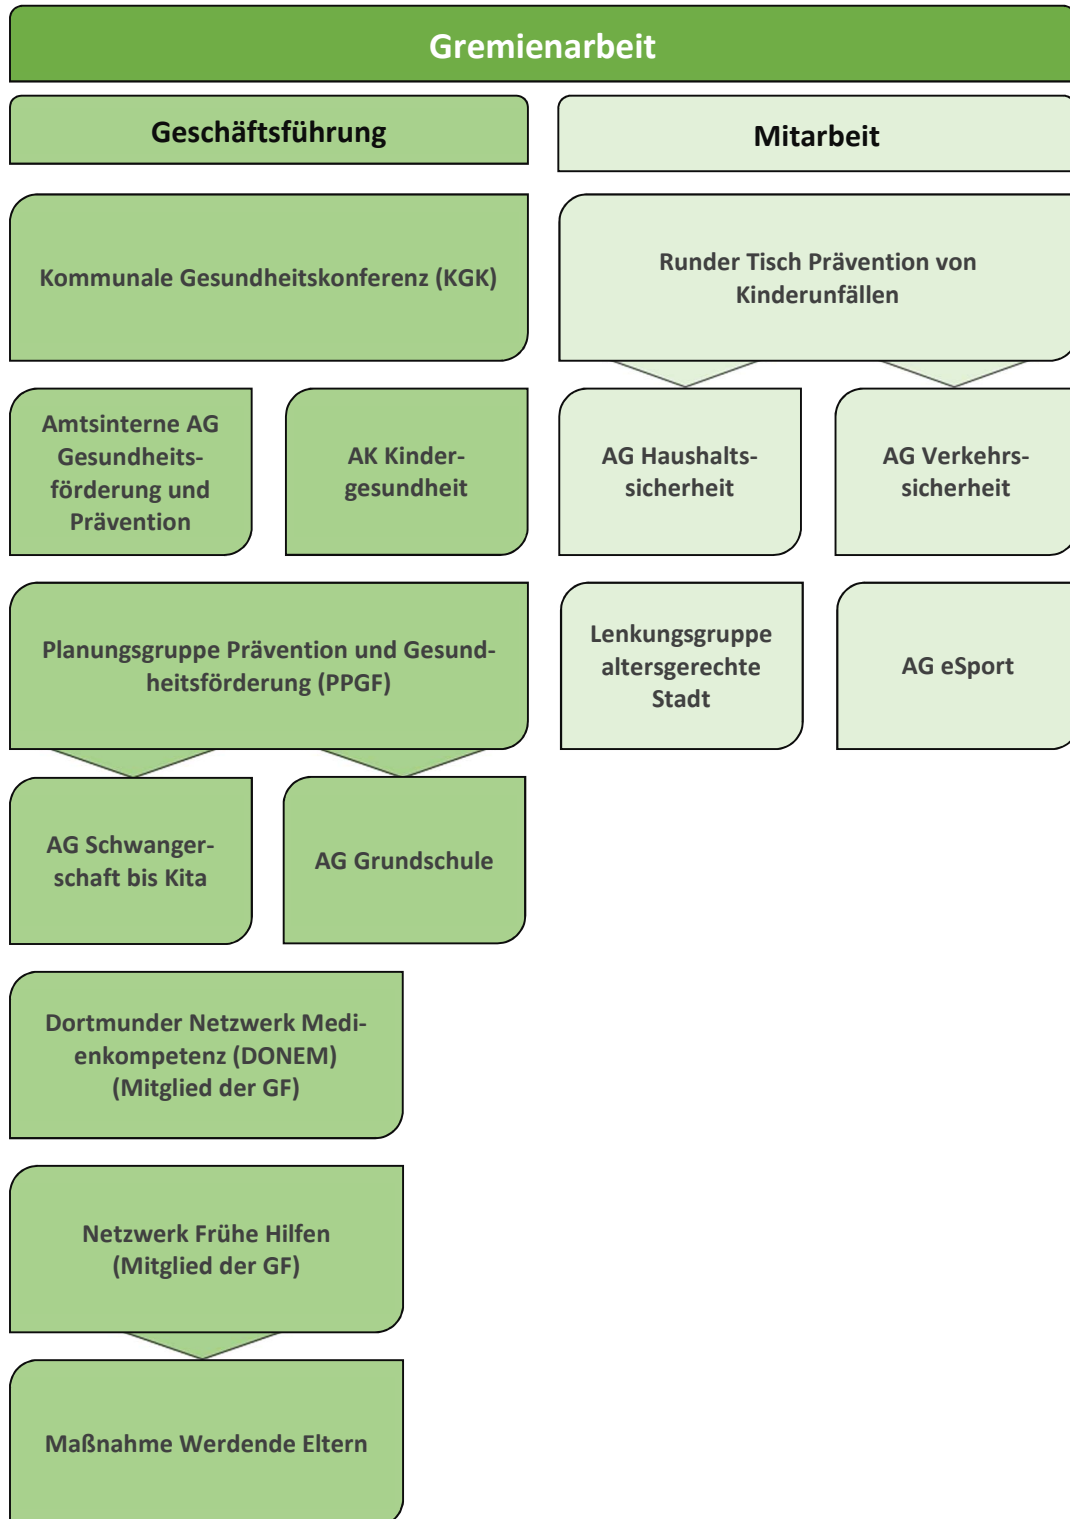 Gremienarbeit
Geschäftsführung
Mitarbeit
Kommunale Gesundheitskonferenz (KGK)
Runder Tisch Prävention von
Kinderunfällen
Amtsinterne AG
Gesundheits-
förderung und
Prävention
AK Kinder-
gesundheit
AG Haushalts-
sicherheit
AG Verkehrs-
sicherheit
Planungsgruppe Prävention und Gesund-
heitsförderung (PPGF)
Lenkungsgruppe
altersgerechte
Stadt
AG eSport
AG Schwanger-
schaft bis Kita
AG Grundschule
Dortmunder Netzwerk Medi-
enkompetenz (DONEM)
(Mitglied der GF)
Netzwerk Frühe Hilfen
(Mitglied der GF)
Maßnahme Werdende Eltern